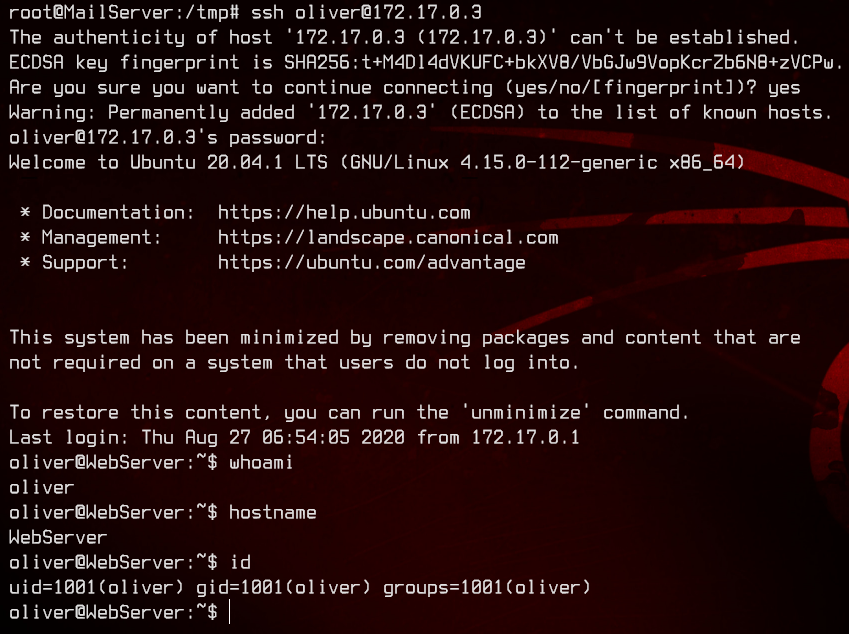 root@MailServer:/tmp# ssh oliver@172.17.0.3
The authenticity of host '172.17.0.3 (172.17.0.3)' can't be established.
ECDSA key fingerprint is SHA256:t+M4Dl4dVKUFC+bkXV8/VbGJw9VopKcrZb6N8+zVCPw.
Are you sure you want to continue connecting (yes/no/[fingerprint])? yes
Warning: Permanently added '172.17.0.3' (ECDSA) to the list of known hosts.
oliver@172.17.0.3's password:
Welcome to Ubuntu 20.04.1 LTS (GNU/Linux 4.15.0-112-generic x86_64)
* Documentation:  https://help.ubuntu.com
* Management:     https://landscape.canonical.com
* Support:        https://ubuntu.com/advantage
This system has been minimized by removing packages and content that are
not required on a system that users do not log into.
To restore this content, you can run the 'unminimize' command.
Last login: Thu Aug 27 06:54:05 2020 from 172.17.0.1
oliver@WebServer:~$ whoami
oliver
oliver@WebServer:~$ hostname
WebServer
oliver@WebServer:~$ id
uid=1001(oliver) gid=1001(oliver) groups=1001(oliver)
oliver@WebServer:~$